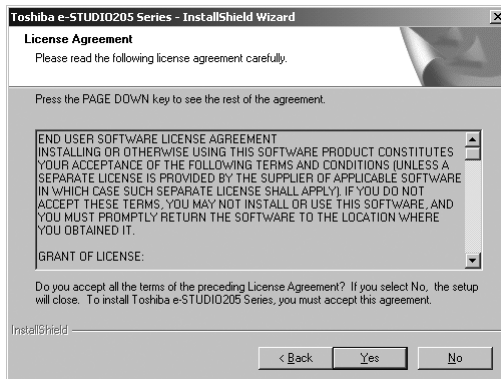 Toshiba e-STUDIO205 Series - InstallShield Wizard
License Agreement
Please read the following license agreement carefully.
Press the PAGE DOWN key to see the rest of the agreement.
END USER SOFTWARE LICENSE AGREEMENT
INSTALLING OR OTHERWISE USING THIS SOFTWARE PRODUCT CONSTITUTES
YOUR ACCEPTANCE OF THE FOLLOWING TERMS AND CONDITIONS (UNLESS A
SEPARATE LICENSE IS PROVIDED BY THE SUPPLIER OF APPLICABLE SOFTWARE
IN WHICH CASE SUCH SEPARATE LICENSE SHALL APPLY). IF YOU DO NOT
ACCEPT THESE TERMS, YOU MAY NOT INSTALL OR USE THIS SOFTWARE, AND
YOU MUST PROMPTLY RETURN THE SOFTWARE TO THE LOCATION WHERE
YOU OBTAINED IT.
GRANT OF LICENSE:
Do you accept all the terms of the preceding License Agreement? If you select No, the setup
will close. To install Toshiba e-STUDIO205 Series, you must accept this agreement.
InstallShield
< Back
Yes
No